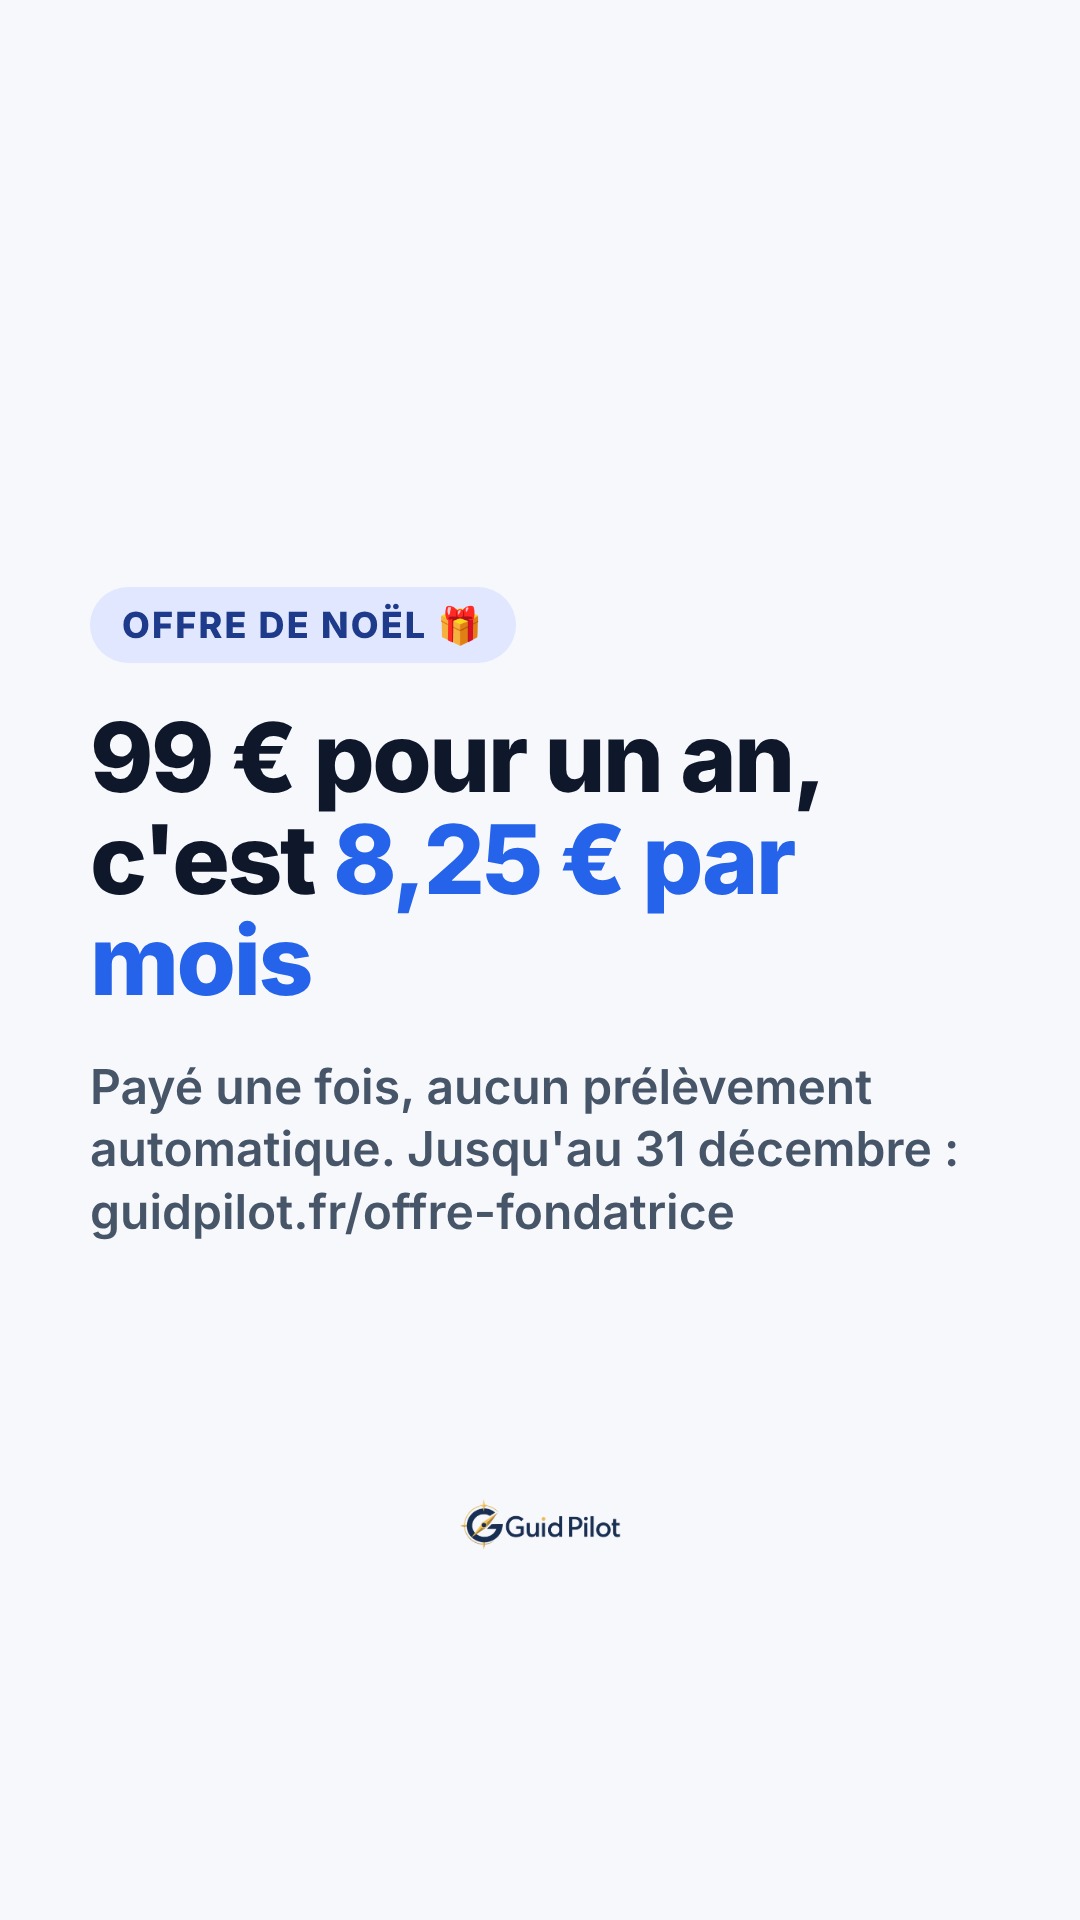 OFFRE DE NOËL 🎁
99 € pour un an,
c'est 8,25 € par
mois
Payé une fois, aucun prélèvement
automatique. Jusqu'au 31 décembre :
guidpilot.fr/offre-fondatrice
Guid Pilot